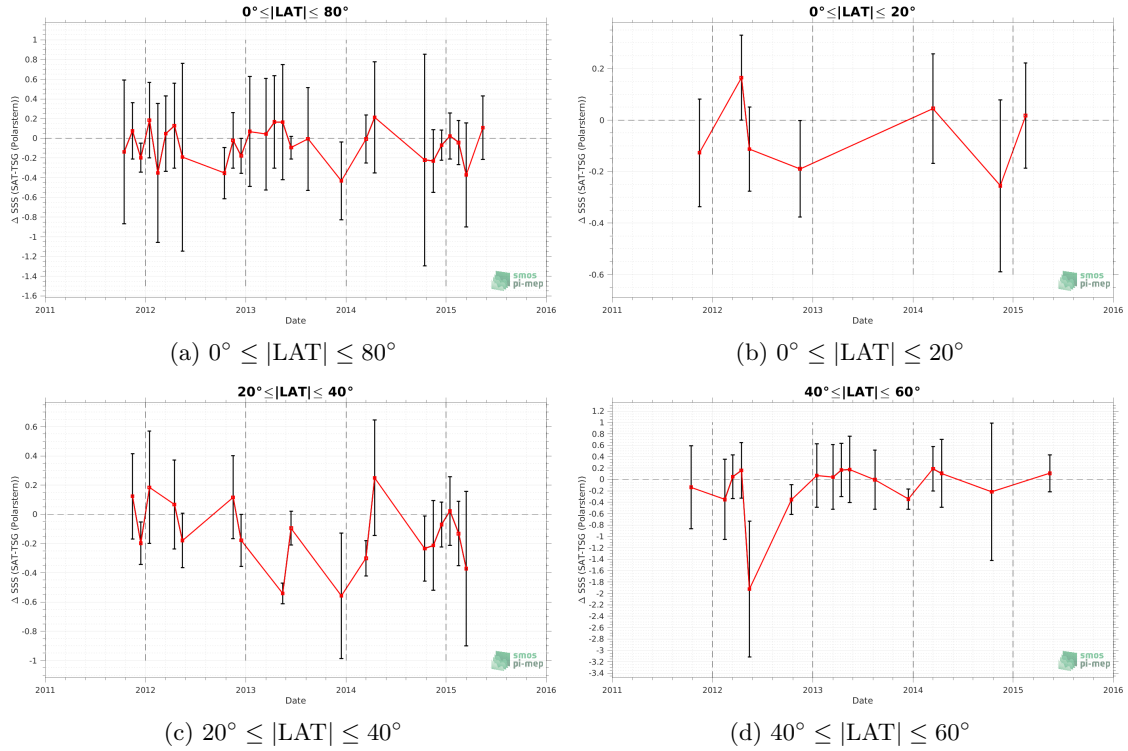 0°≤|LAT|≤ 80°
Δ SSS (SAT-TSG (Polarstern))
1
0.8
0.6
0.4
0.2
0
-0.2
-0.4
-0.6
-0.8
-1
-1.2
-1.4
-1.6
2011 2012 2013 2014 2015 2016
Date
smos
pi-mep
(a) 0° ≤ |LAT| ≤ 80°
0°≤|LAT|≤ 20°
Δ SSS (SAT-TSG (Polarstern))
0.2
0
-0.2
-0.4
-0.6
2011 2012 2013 2014 2015 2016
Date
smos
pi-mep
(b) 0° ≤ |LAT| ≤ 20°
20°≤|LAT|≤ 40°
Δ SSS (SAT-TSG (Polarstern))
0.6
0.4
0.2
0
-0.2
-0.4
-0.6
-0.8
-1
2011 2012 2013 2014 2015 2016
Date
smos
pi-mep
(c) 20° ≤ |LAT| ≤ 40°
40°≤|LAT|≤ 60°
Δ SSS (SAT-TSG (Polarstern))
1.2
1
0.8
0.6
0.4
0.2
0
-0.2
-0.4
-0.6
-0.8
-1
-1.1
-1.3
-1.5
-1.6
-1.8
-2
-2.2
-2.4
-2.6
-2.8
-3
-3.2
-3.4
2011 2012 2013 2014 2015 2016
Date
smos
pi-mep
(d) 40° ≤ |LAT| ≤ 60°